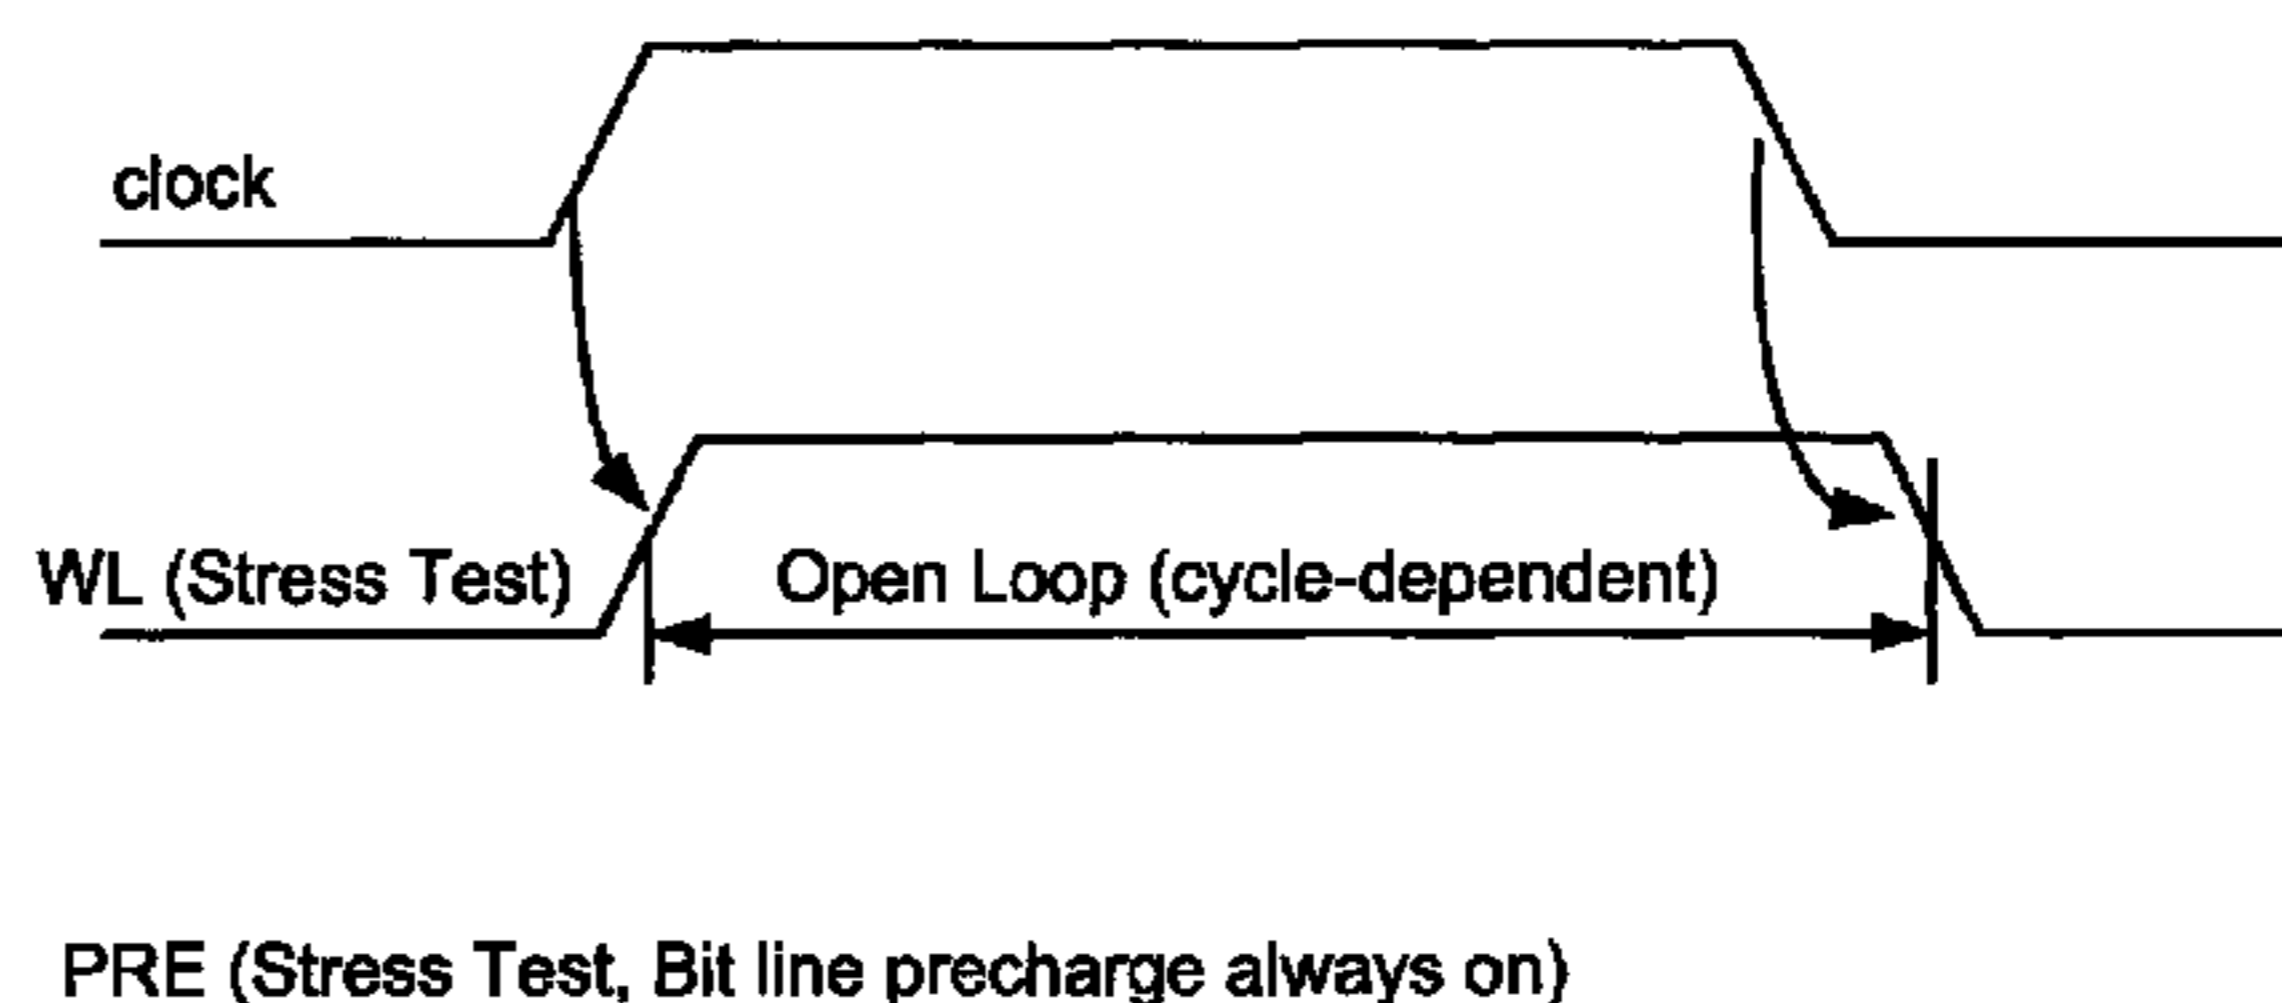 clock
WL (Stress Test)
Open Loop (cycle-dependent)
PRE (Stress Test, Bit line precharge always on)